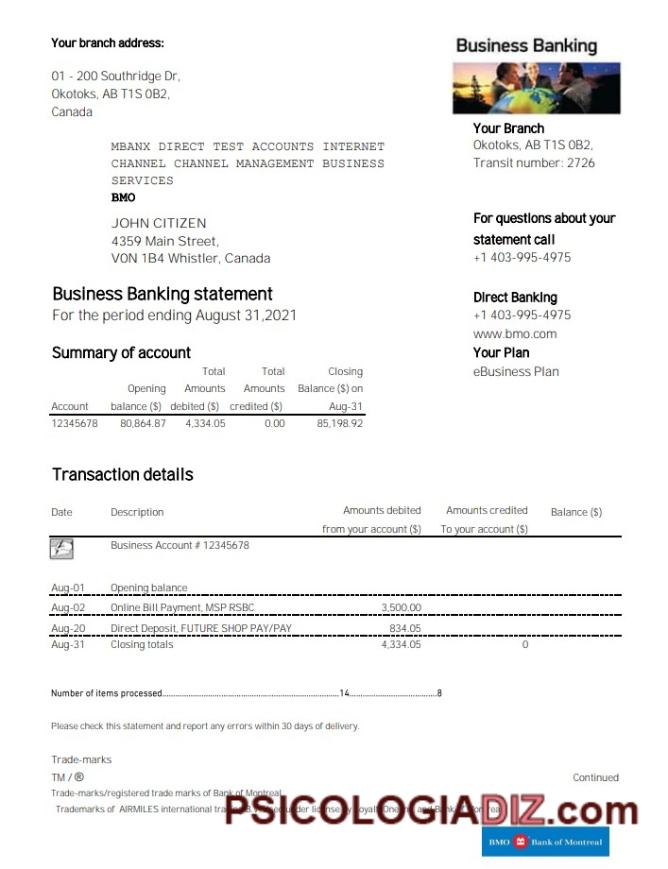 Your branch address:
01 - 200 Southridge Dr,
Okotoks, AB T1S 0B2,
Canada
Business Banking
Your Branch
Okotoks, AB T1S 0B2,
Transit number: 2726
MBANX DIRECT TEST ACCOUNTS INTERNET
CHANNEL CHANNEL MANAGEMENT BUSINESS
SERVICES
BMO
JOHN CITIZEN
4359 Main Street,
V0N 1B4 Whistler, Canada
For questions about your
statement call
+1 403-995-4975
Direct Banking
+1 403-995-4975
www.bmo.com
Your Plan
eBusiness Plan
Business Banking statement
For the period ending August 31,2021
Summary of account
Total Total Closing
Opening Amounts Amounts Balance ($) on
Account balance ($) debited ($) credited ($) Aug-31
12345678 80,864.87 4,334.05 0.00 85,198.92
Transaction details
Date Description Amounts debited Amounts credited Balance ($)
from your account ($) To your account ($)
Business Account # 12345678
Aug-01 Opening balance
Aug-02 Online Bill Payment, MSP RSBC 3,500.00
Aug-20 Direct Deposit, FUTURE SHOP PAY/PAY 834.05
Aug-31 Closing totals 4,334.05 0
Number of items processed.......................................................14.......................................8
Please check this statement and report any errors within 30 days of delivery.
Trade-marks
TM / ®
Continued
Trade-marks/registered trade marks of Bank of Montreal
Trademarks of AIRMILES international used under license by and Bank of Montreal
PSICOLOGIADIZ.com
BMO Bank of Montreal